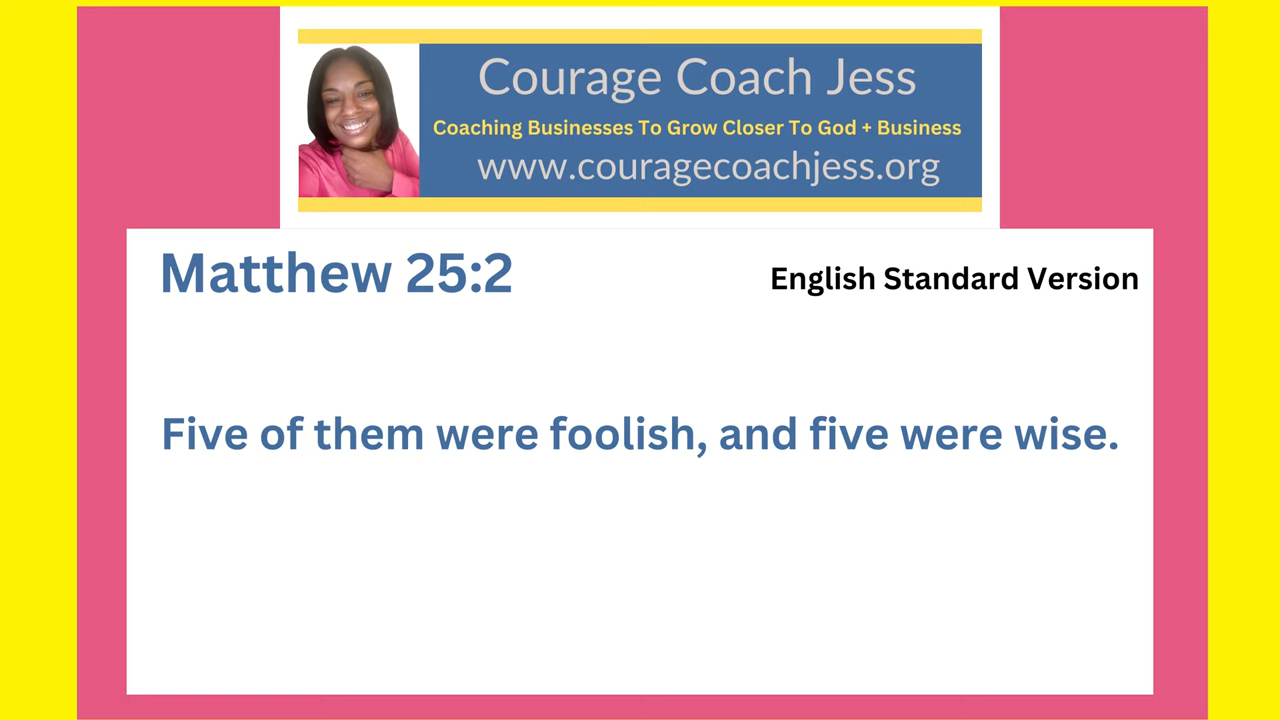 Courage Coach Jess
Coaching Businesses To Grow Closer To God + Business
www.couragecoachjess.org
Matthew 25:2
English Standard Version
Five of them were foolish, and five were wise.